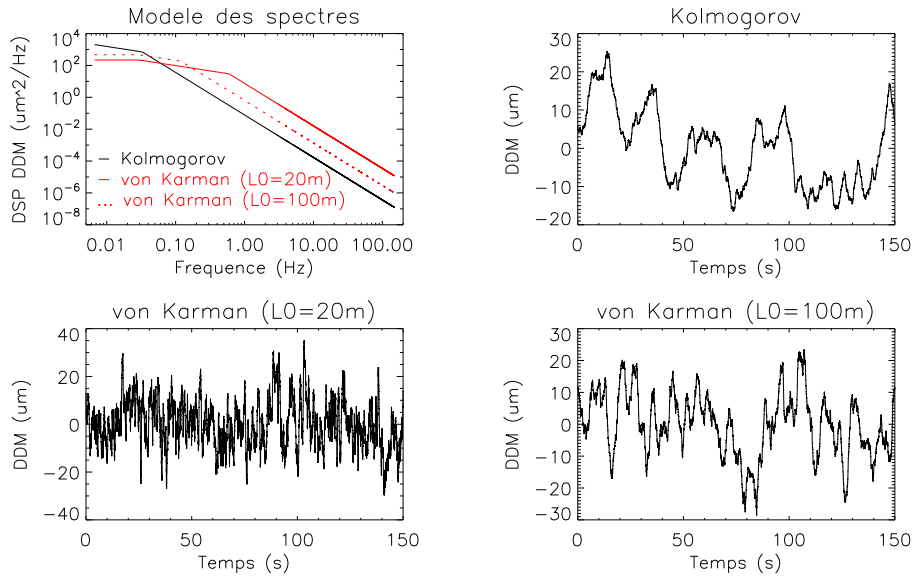 Modele des spectres
DSP DDM (um^2/Hz)
10^4
10^2
10^0
10^-2
10^-4
10^-6
10^-8
Kolmogorov
von Karman (L0=20m)
von Karman (L0=100m)
0.01 0.10 1.00 10.00 100.00
Frequence (Hz)
Kolmogorov
DDM (um)
30
20
10
0
-10
-20
0 50 100 150
Temps (s)
von Karman (L0=20m)
DDM (um)
40
20
0
-20
-40
0 50 100 150
Temps (s)
von Karman (L0=100m)
DDM (um)
30
20
10
0
-10
-20
-30
0 50 100 150
Temps (s)